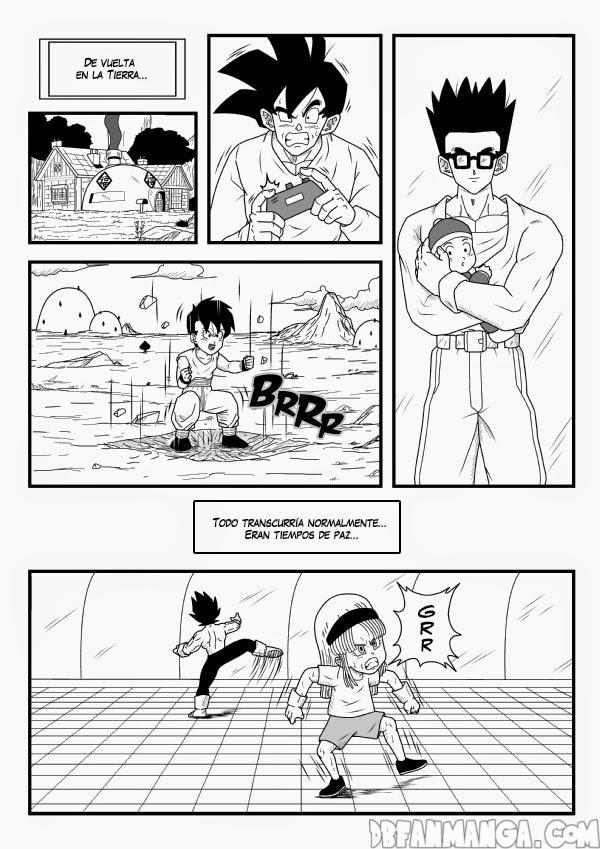 De vuelta
en la Tierra...
BRRR
Todo transcurría normalmente...
Eran tiempos de paz...
GRR
DBFANMANGA.COM